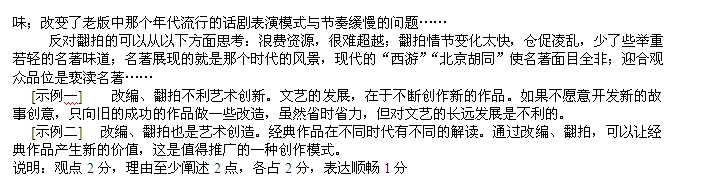 味；改变了老版中那个年代流行的话剧表演模式与节奏缓慢的问题……
反对翻拍的可以从以下方面思考：浪费资源，很难超越；翻拍情节变化太快，仓促凌乱，少了些举重
若轻的名著味道；名著展现的就是那个时代的风景，现代的“西游”“北京胡同”使名著面目全非；迎合观
众品位是亵渎名著……
[示例一] 改编、翻拍不利艺术创新。文艺的发展，在于不断创作新的作品。如果不愿意开发新的故
事创意，只向旧的成功的作品做一些改造，虽然省时省力，但对文艺的长远发展是不利的。
[示例二] 改编、翻拍也是艺术创造。经典作品在不同时代有不同的解读。通过改编、翻拍，可以让经
典作品产生新的价值，这是值得推广的一种创作模式。
说明：观点 2 分，理由至少阐述 2 点，各占 2 分，表达顺畅 1 分